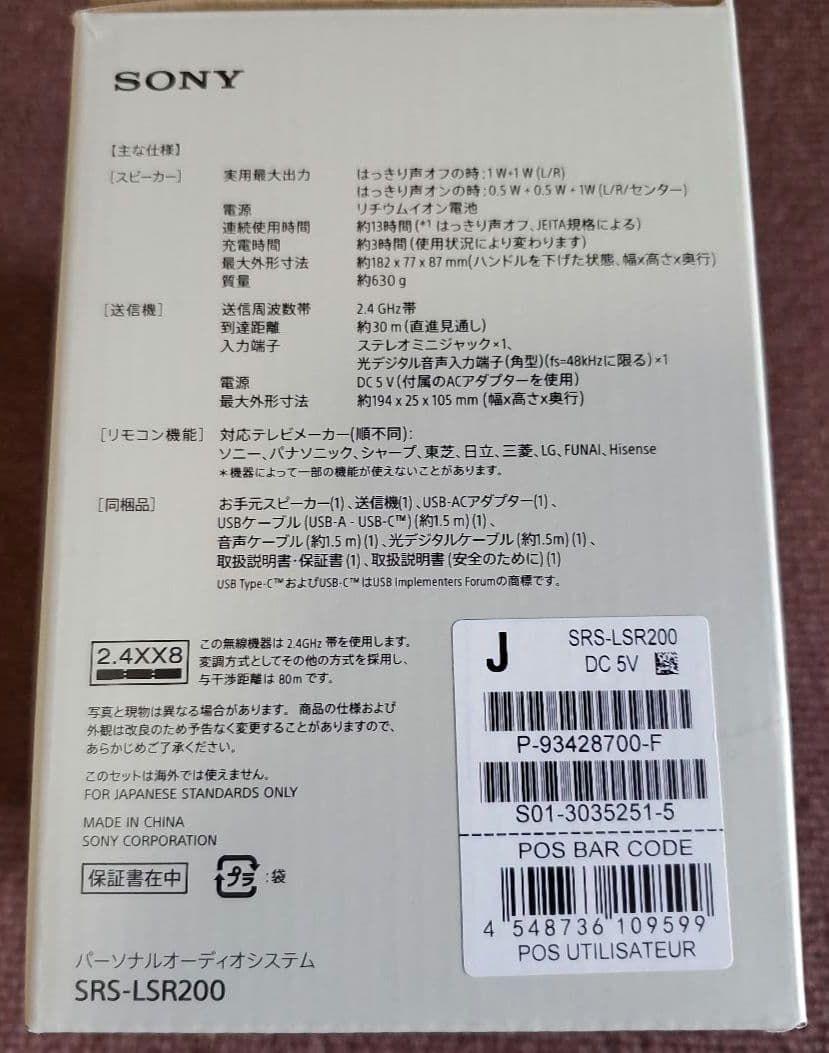 SONY
【主な仕様】
[スピーカー] 実用最大出力 はっきり声オフの時:1 W+1 W (L/R)
はっきり声オンの時:0.5 W + 0.5 W + 1W (L/R/センター)
電源 リチウムイオン電池
連続使用時間 約13時間 (*1 はっきり声オフ、JEITA規格による)
充電時間 約3時間 (使用状況により変わります)
最大外形寸法 約182 x 77 x 87 mm(ハンドルを下げた状態、幅x高さx奥行)
質量 約630 g
[送信機] 送信周波数帯 2.4 GHz帯
到達距離 約30 m (直進見通し)
入力端子 ステレオミニジャック×1、
光デジタル音声入力端子 (角型) (fs=48kHzに限る) ×1
電源 DC 5 V (付属のACアダプターを使用)
最大外形寸法 約194 x 25 x 105 mm (幅x高さx奥行)
[リモコン機能] 対応テレビメーカー(順不同):
ソニー、パナソニック、シャープ、東芝、日立、三菱、LG、FUNAI、Hisense
*機器によって一部の機能が使えないことがあります。
[同梱品] お手元スピーカー(1)、送信機(1)、USB-ACアダプター(1)、
USBケーブル (USB-A - USB-C™) (約1.5 m) (1)、
音声ケーブル (約1.5 m) (1)、光デジタルケーブル (約1.5m) (1)、
取扱説明書・保証書 (1)、取扱説明書 (安全のために) (1)
USB Type-C™ およびUSB-C™ はUSB Implementers Forumの商標です。
2.4XX8
この無線機器は 2.4GHz 帯を使用します。
変調方式としてその他の方式を採用し、
与干渉距離は 80m です。
写真と現物は異なる場合があります。 商品の仕様および
外観は改良のため予告なく変更することがありますので、
あらかじめご了承ください。
このセットは海外では使えません。
FOR JAPANESE STANDARDS ONLY
MADE IN CHINA
SONY CORPORATION
保証書在中
プラ :袋
パーソナルオーディオシステム
SRS-LSR200
J SRS-LSR200
DC 5V
P-93428700-F
S01-3035251-5
POS BAR CODE
4 548736 109599
POS UTILISATEUR